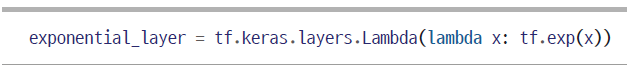 exponential_layer = tf.keras.layers.Lambda(lambda x: tf.exp(x))